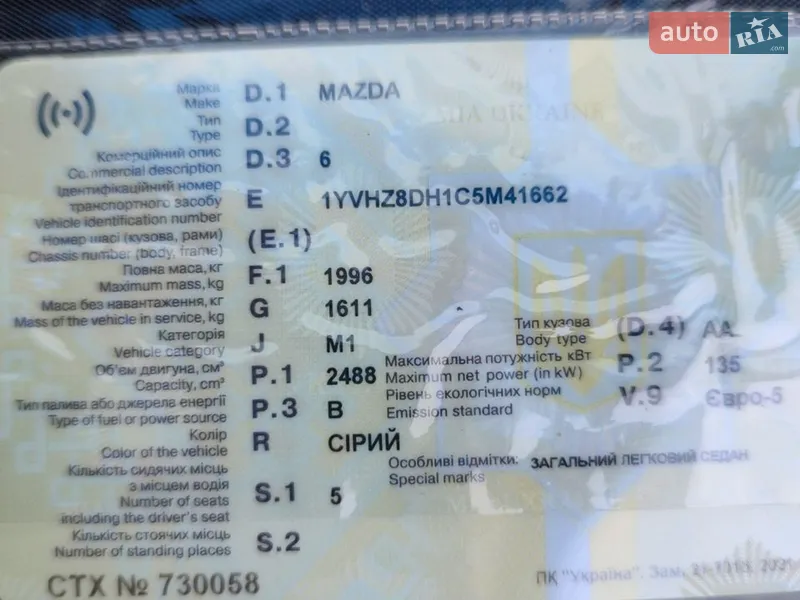 auto RIA .com
Марка D.1 MAZDA
Make
Тип D.2
Type
Комерційний опис D.3 6
Commercial description
Ідентифікаційний номер
транспортного засобу E 1YVHZ8DH1C5M41662
Vehicle identification number
Номер шасі (кузова, рами) (E.1)
Chassis number (body, frame)
Повна маса, кг F.1 1996
Maximum mass, kg
Маса без навантаження, кг G 1611
Mass of the vehicle in service, kg
Категорія J M1
Vehicle category
Тип кузова (D.4) AA
Body type
Об'єм двигуна, см³ P.1 2488
Capacity, cm³
Максимальна потужність кВт P.2 135
Maximum net power (in kW)
Тип палива або джерела енергії P.3 B
Type of fuel or power source
Рівень екологічних норм V.9 Євро-5
Emission standard
Колір R СІРИЙ
Color of the vehicle
Особливі відмітки: ЗАГАЛЬНИЙ ЛЕГКОВИЙ СЕДАН
Special marks
Кількість сидячих місць
з місцем водія S.1 5
Number of seats
including the driver's seat
Кількість стоячих місць S.2
Number of standing places
СТХ № 730058
ПК "Україна". Зам.